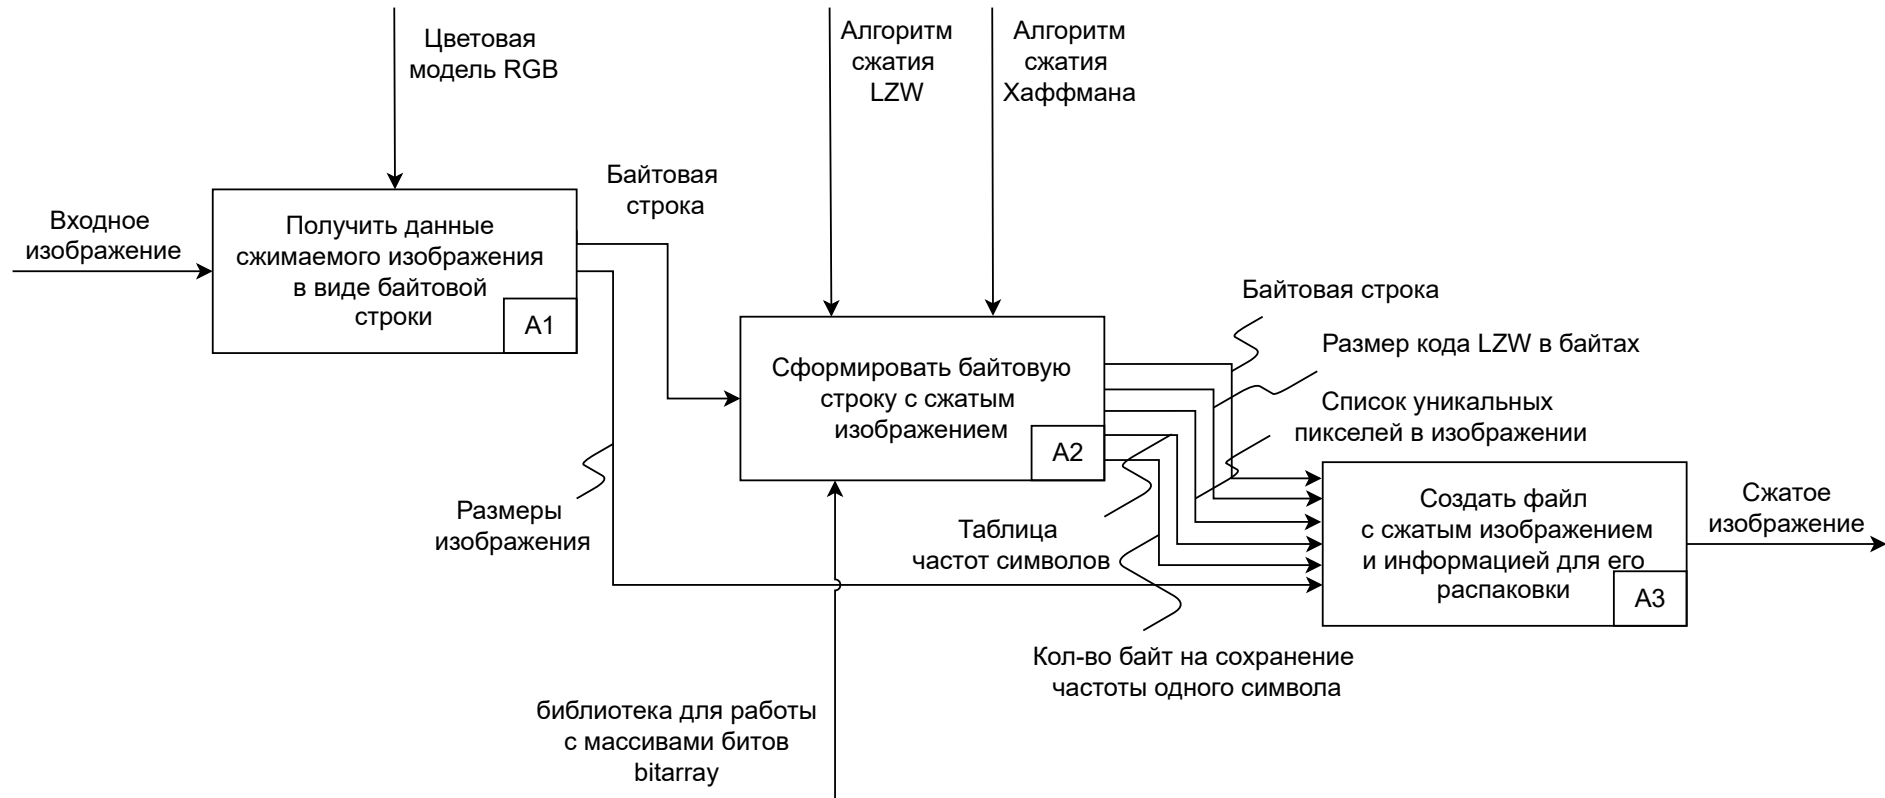 Цветовая
модель RGB
Алгоритм
сжатия
LZW
Алгоритм
сжатия
Хаффмана
Входное
изображение
Получить данные
сжимаемого изображения
в виде байтовой
строки
A1
Байтовая
строка
Сформировать байтовую
строку с сжатым
изображением
A2
Байтовая строка
Размер кода LZW в байтах
Список уникальных
пикселей в изображении
Размеры
изображения
Таблица
частот символов
Создать файл
с сжатым изображением
и информацией для его
распаковки
A3
Сжатое
изображение
Кол-во байт на сохранение
частоты одного символа
библиотека для работы
с массивами битов
bitarray